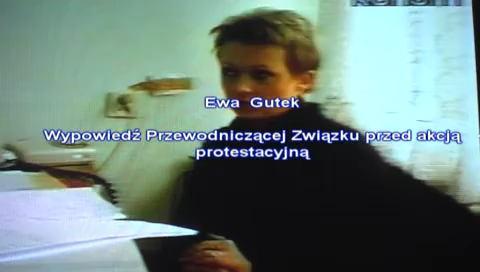 Ewa Gutek
Wypowiedź Przewodniczącej Związku przed akcją
protestacyjną